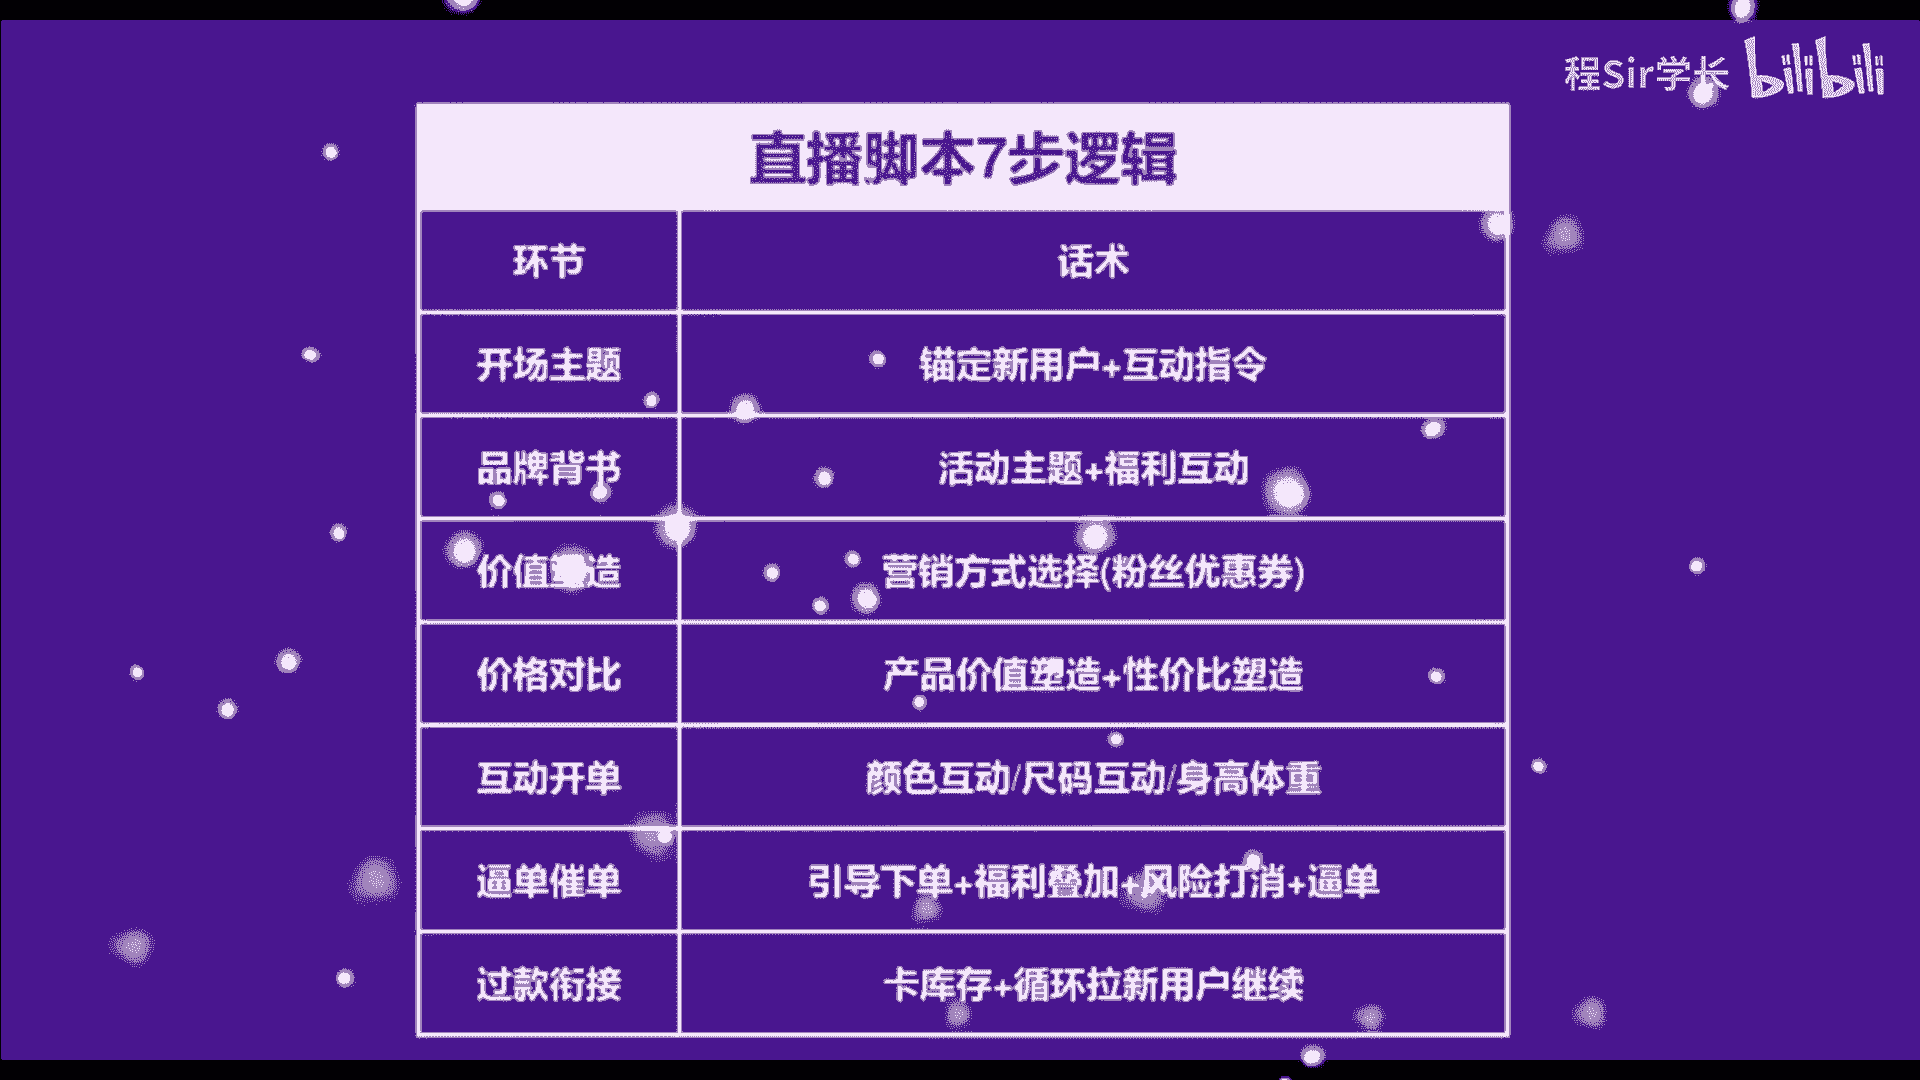 程Sir学长 bilibili
直播脚本7步逻辑
环节 话术
开场主题 锚定新用户+互动指令
品牌背书 活动主题+福利互动
价值塑造 营销方式选择(粉丝优惠券)
价格对比 产品价值塑造+性价比塑造
互动开单 颜色互动/尺码互动/身高体重
逼单催单 引导下单+福利叠加+风险打消+逼单
过款衔接 卡库存+循环拉新用户继续